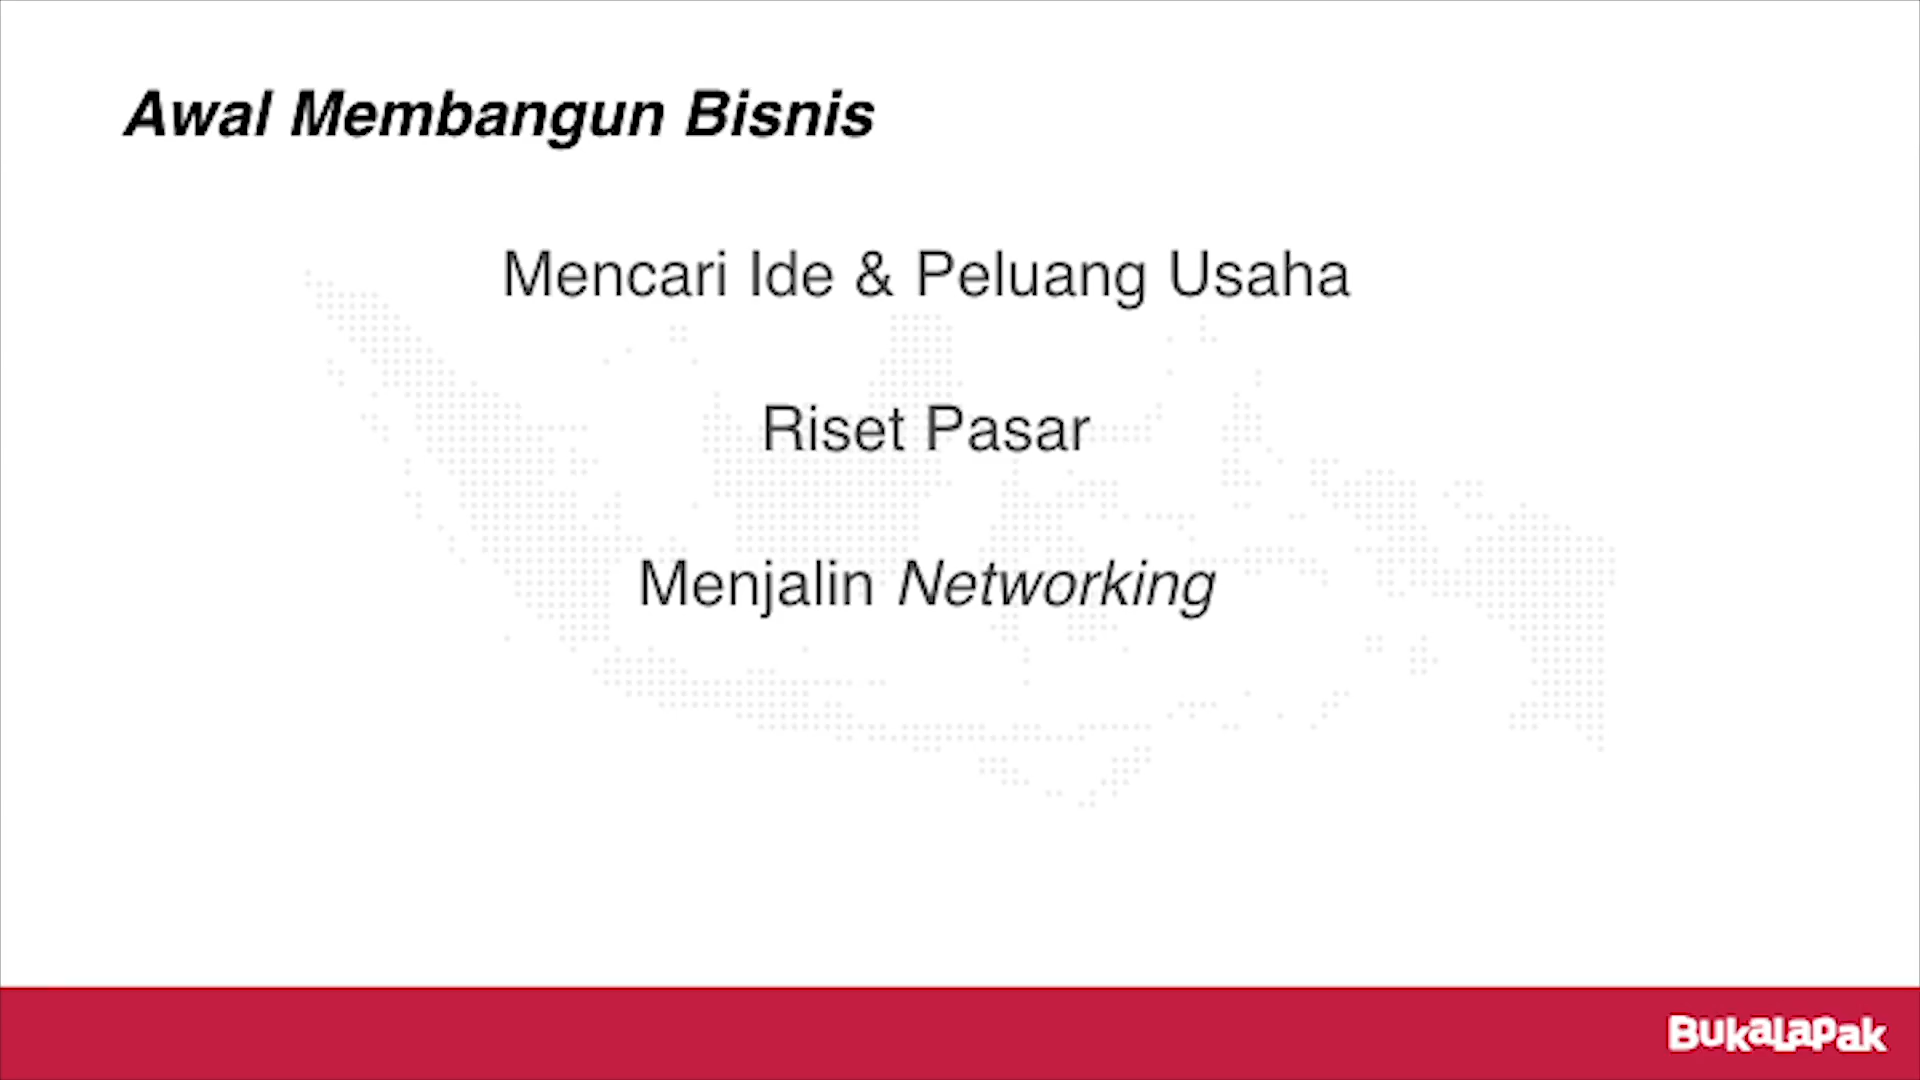 Awal Membangun Bisnis
Mencari Ide & Peluang Usaha
Riset Pasar
Menjalin Networking
BukaLapak